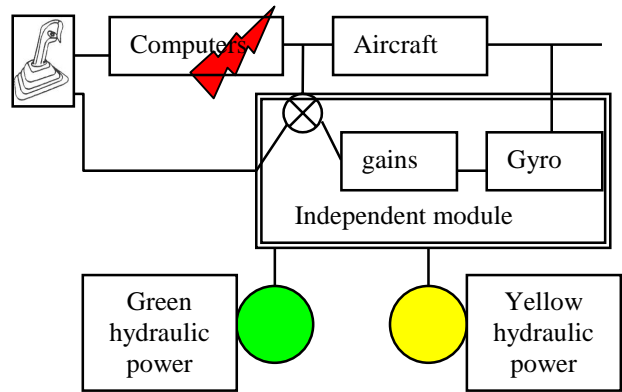 Computers
Aircraft
gains
Gyro
Independent module
Green
hydraulic
power
Yellow
hydraulic
power